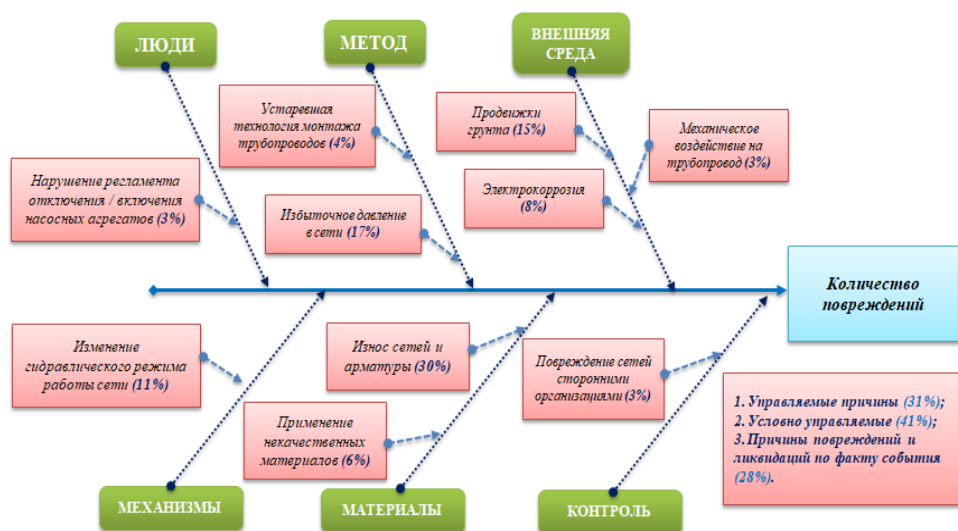 ЛЮДИ
МЕТОД
ВНЕШНЯЯ
СРЕДА
Устаревшая
технология монтажа
трубопроводов (4%)
Продвижки
грунта (15%)
Механическое
воздействие на
трубопровод (3%)
Нарушение регламента
отключения / включения
насосных агрегатов (3%)
Избыточное давление
в сети (17%)
Электрокоррозия
(8%)
Количество
повреждений
Изменение
гидравлического режима
работы сети (11%)
Износ сетей и
арматуры (30%)
Повреждение сетей
сторонними
организациями (3%)
Применение
некачественных
материалов (6%)
1. Управляемые причины (31%);
2. Условно управляемые (41%);
3. Причины повреждений и
ликвидаций по факту события
(28%).
МЕХАНИЗМЫ
МАТЕРИАЛЫ
КОНТРОЛЬ